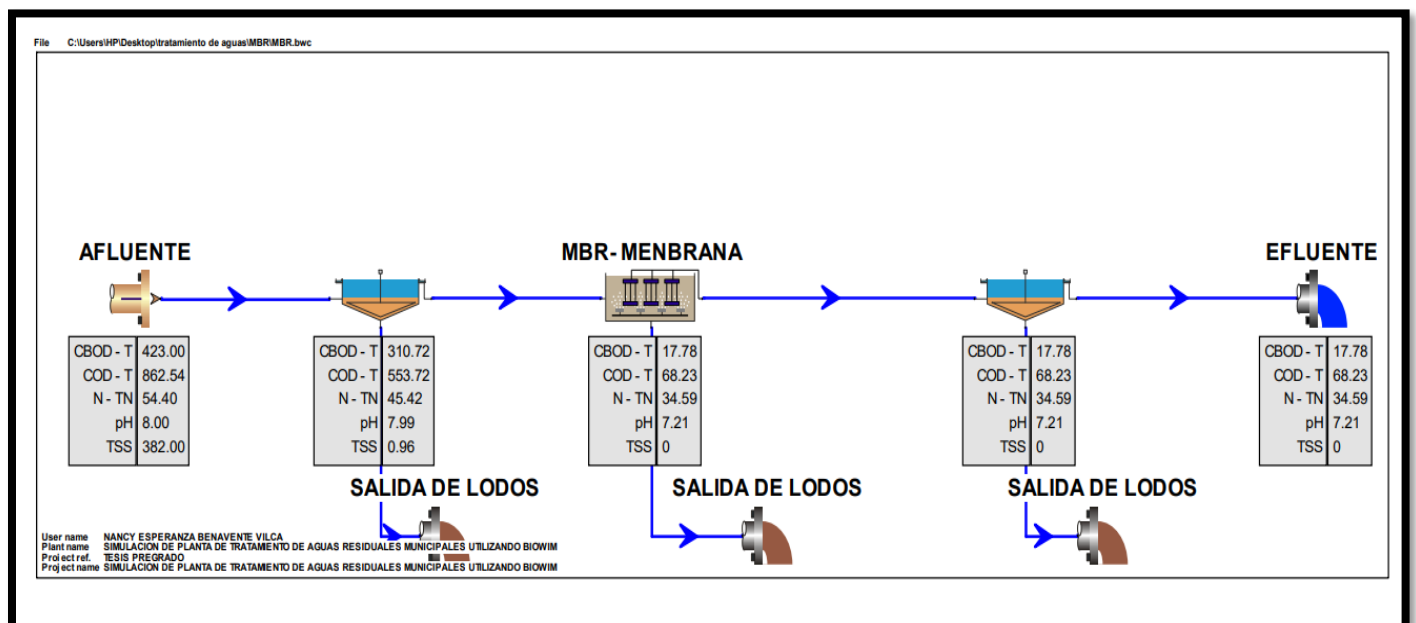 File C:\Users\HP\Desktop\tratamiento de aguas\MBR\MBR.bwc
AFLUENTE
MBR- MENBRANA
EFLUENTE
CBOD - T 423.00
COD - T 862.54
N - TN 54.40
pH 8.00
TSS 382.00
CBOD - T 310.72
COD - T 553.72
N - TN 45.42
pH 7.99
TSS 0.96
CBOD - T 17.78
COD - T 68.23
N - TN 34.59
pH 7.21
TSS 0
CBOD - T 17.78
COD - T 68.23
N - TN 34.59
pH 7.21
TSS 0
CBOD - T 17.78
COD - T 68.23
N - TN 34.59
pH 7.21
TSS 0
SALIDA DE LODOS
SALIDA DE LODOS
SALIDA DE LODOS
User name NANCY ESPERANZA BENAVENTE VILCA
Plant name SIMULACION DE PLANTA DE TRATAMIENTO DE AGUAS RESIDUALES MUNICIPALES UTILIZANDO BIOWIM
Project ref. TESIS PREGRADO
Project name SIMULACION DE PLANTA DE TRATAMIENTO DE AGUAS RESIDUALES MUNICIPALES UTILIZANDO BIOWIM